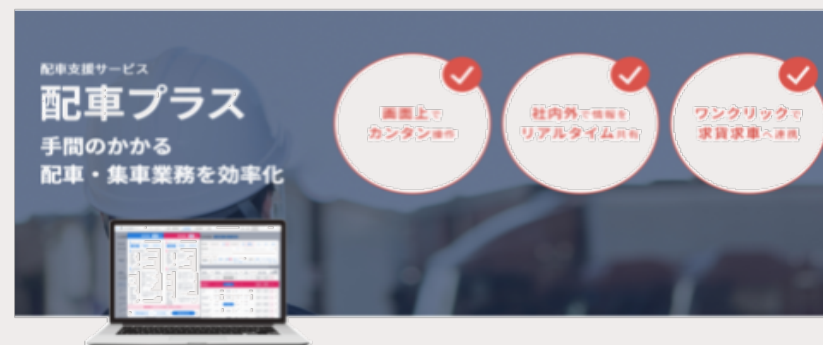 配車支援サービス
配車プラス
手間のかかる
配車・集車業務を効率化
画面上で
カンタン操作
社内外で情報を
リアルタイム共有
ワンクリックで
求貨求車へ連携